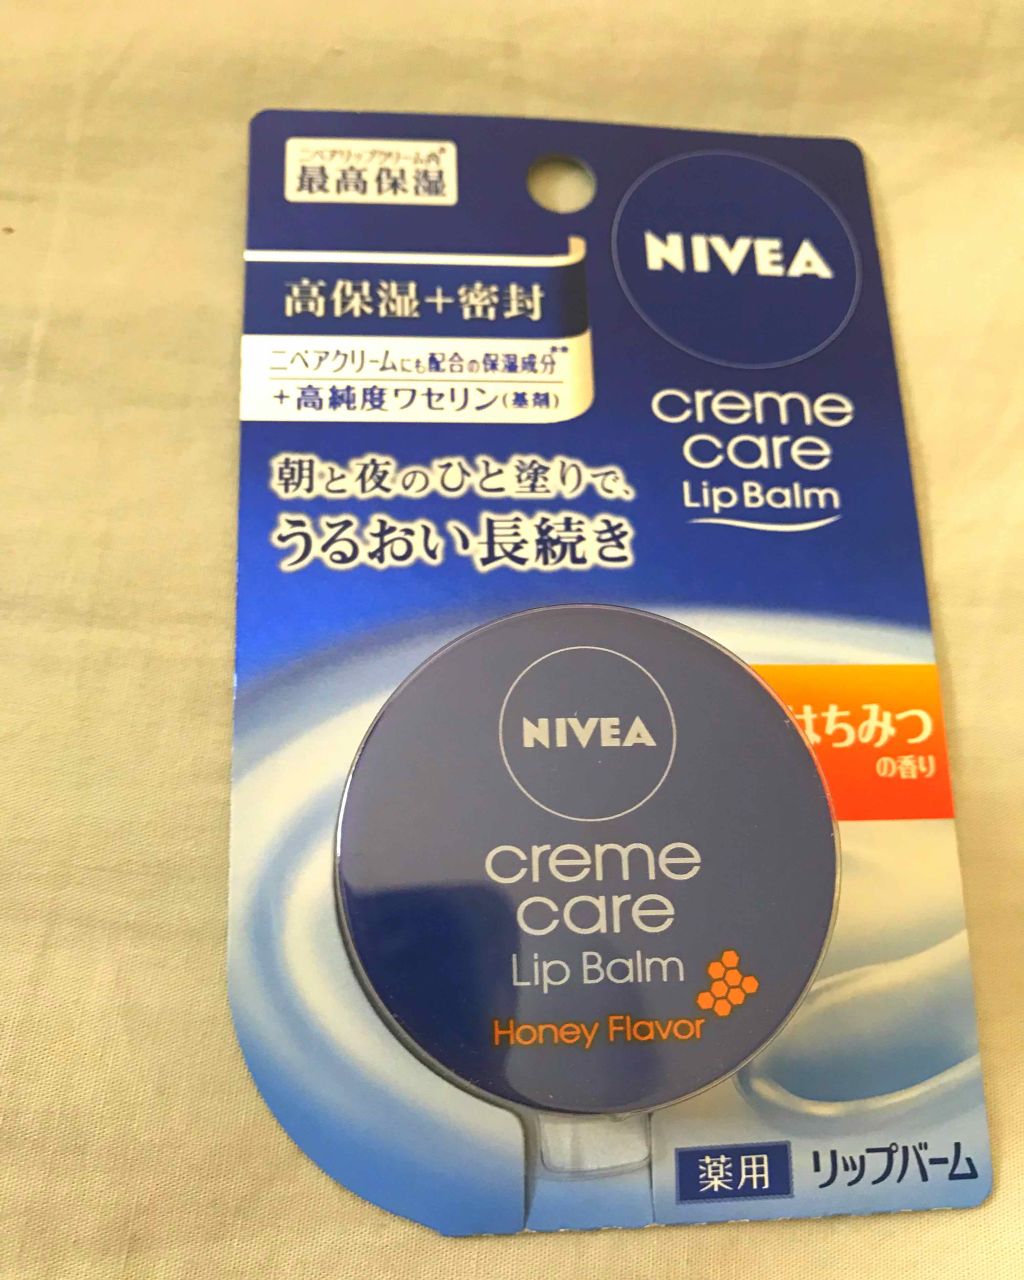 ニベアリップクリーム内*
最高保湿
NIVEA
高保湿+密封
ニベアクリームにも配合の保湿成分**
+高純度ワセリン(基剤)
creme
care
Lip Balm
朝と夜のひと塗りで、
うるおい長続き
はちみつ
の香り
NIVEA
creme
care
Lip Balm
Honey Flavor
薬用 リップバーム